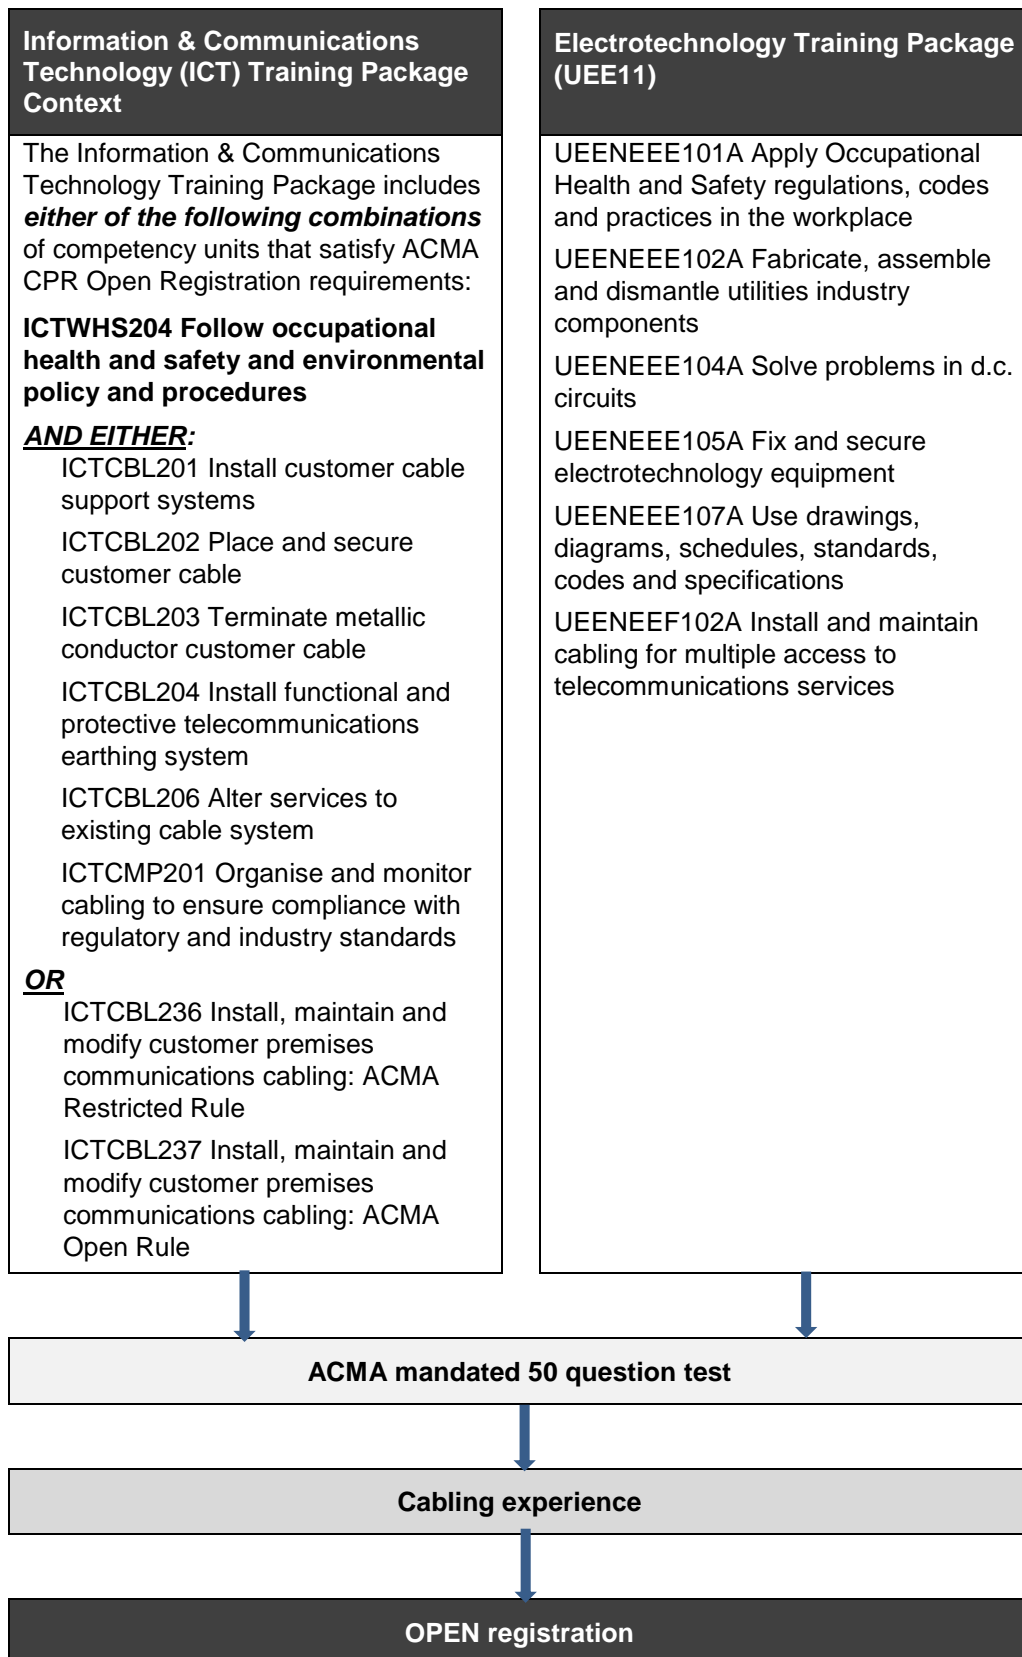 Information & Communications
Technology (ICT) Training Package
Context
The Information & Communications
Technology Training Package includes
either of the following combinations
of competency units that satisfy ACMA
CPR Open Registration requirements:
ICTWHS204 Follow occupational
health and safety and environmental
policy and procedures
AND EITHER:
ICTCBL201 Install customer cable
support systems
ICTCBL202 Place and secure
customer cable
ICTCBL203 Terminate metallic
conductor customer cable
ICTCBL204 Install functional and
protective telecommunications
earthing system
ICTCBL206 Alter services to
existing cable system
ICTCMP201 Organise and monitor
cabling to ensure compliance with
regulatory and industry standards
OR
ICTCBL236 Install, maintain and
modify customer premises
communications cabling: ACMA
Restricted Rule
ICTCBL237 Install, maintain and
modify customer premises
communications cabling: ACMA
Open Rule
Electrotechnology Training Package
(UEE11)
UEENEEE101A Apply Occupational
Health and Safety regulations, codes
and practices in the workplace
UEENEEE102A Fabricate, assemble
and dismantle utilities industry
components
UEENEEE104A Solve problems in d.c.
circuits
UEENEEE105A Fix and secure
electrotechnology equipment
UEENEEE107A Use drawings,
diagrams, schedules, standards,
codes and specifications
UEENEEF102A Install and maintain
cabling for multiple access to
telecommunications services
ACMA mandated 50 question test
Cabling experience
OPEN registration